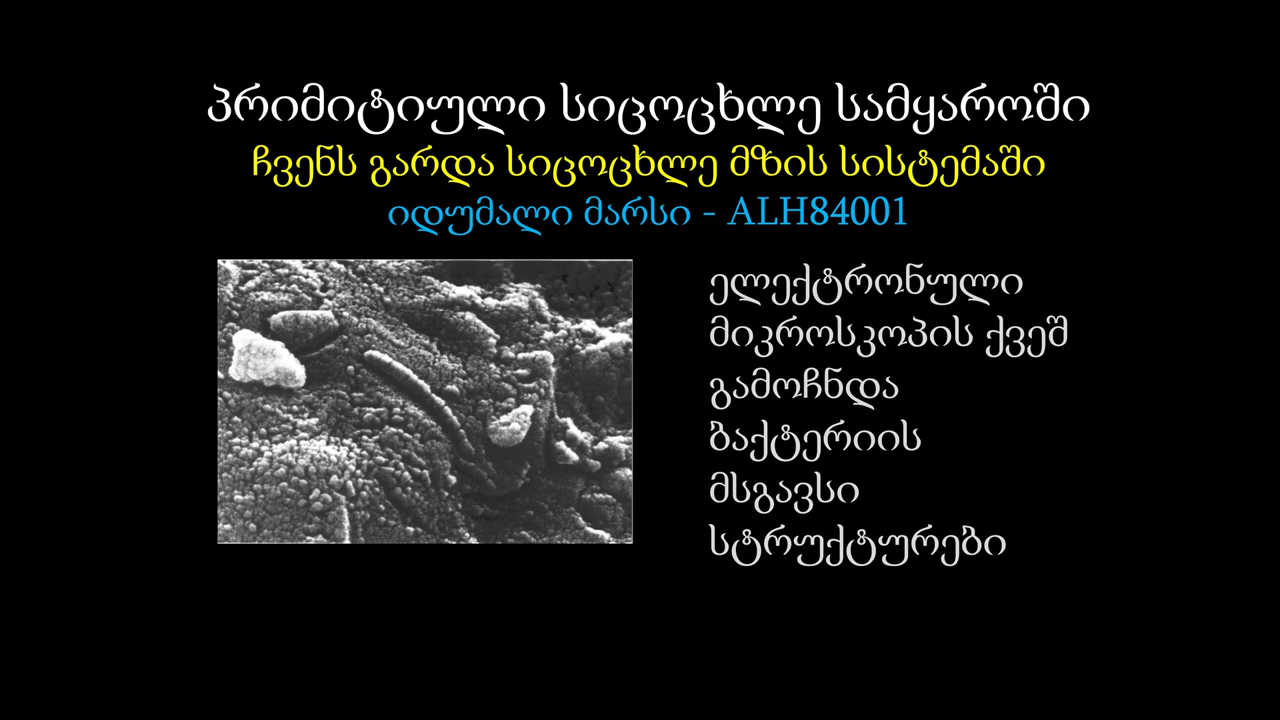 პრიმიტიული სიცოცხლე სამყაროში
ჩვენს გარდა სიცოცხლე მზის სისტემაში
იდუმალი მარსი - ALH84001
ელექტრონული
მიკროსკოპის ქვეშ
გამოჩნდა
ბაქტერიის
მსგავსი
სტრუქტურები